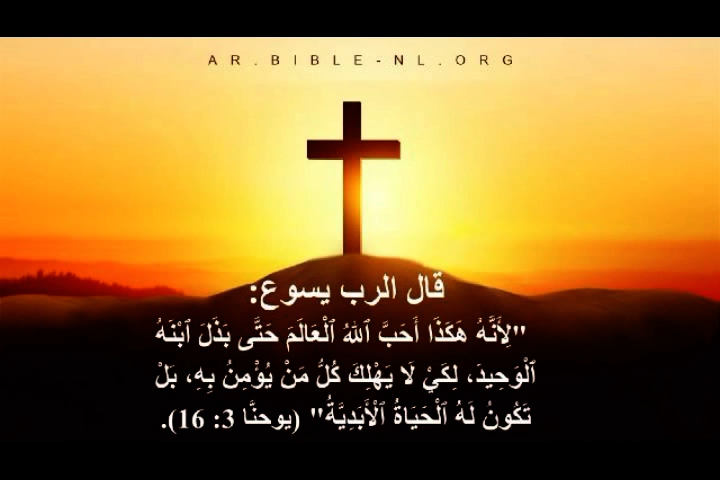 AR.BIBLE-NL.ORG
قال الرب يسوع:
"لِأَنَّهُ هَكَذَا أَحَبَّ ٱللهُ ٱلْعَالَمَ حَتَّى بَذَلَ ٱبْنَهُ
ٱلْوَحِيدَ، لِكَيْ لَا يَهْلِكَ كُلُّ مَنْ يُؤْمِنُ بِهِ، بَلْ
تَكُونُ لَهُ ٱلْحَيَاةُ ٱلْأَبَدِيَّةُ" (يوحنَّا 3: 16).